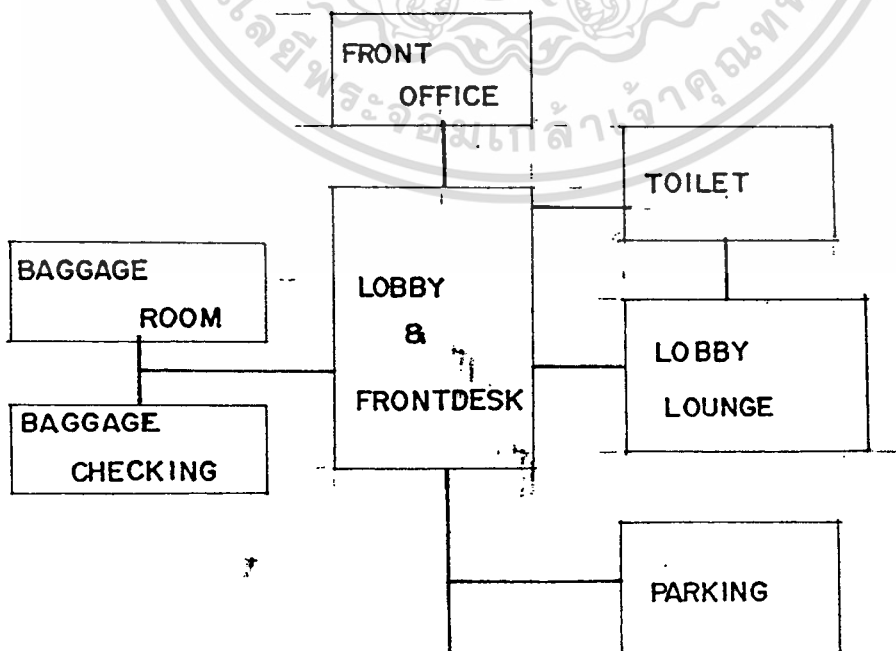 FRONT
OFFICE
TOILET
BAGGAGE
ROOM
LOBBY
&
FRONTDESK
LOBBY
LOUNGE
BAGGAGE
CHECKING
PARKING